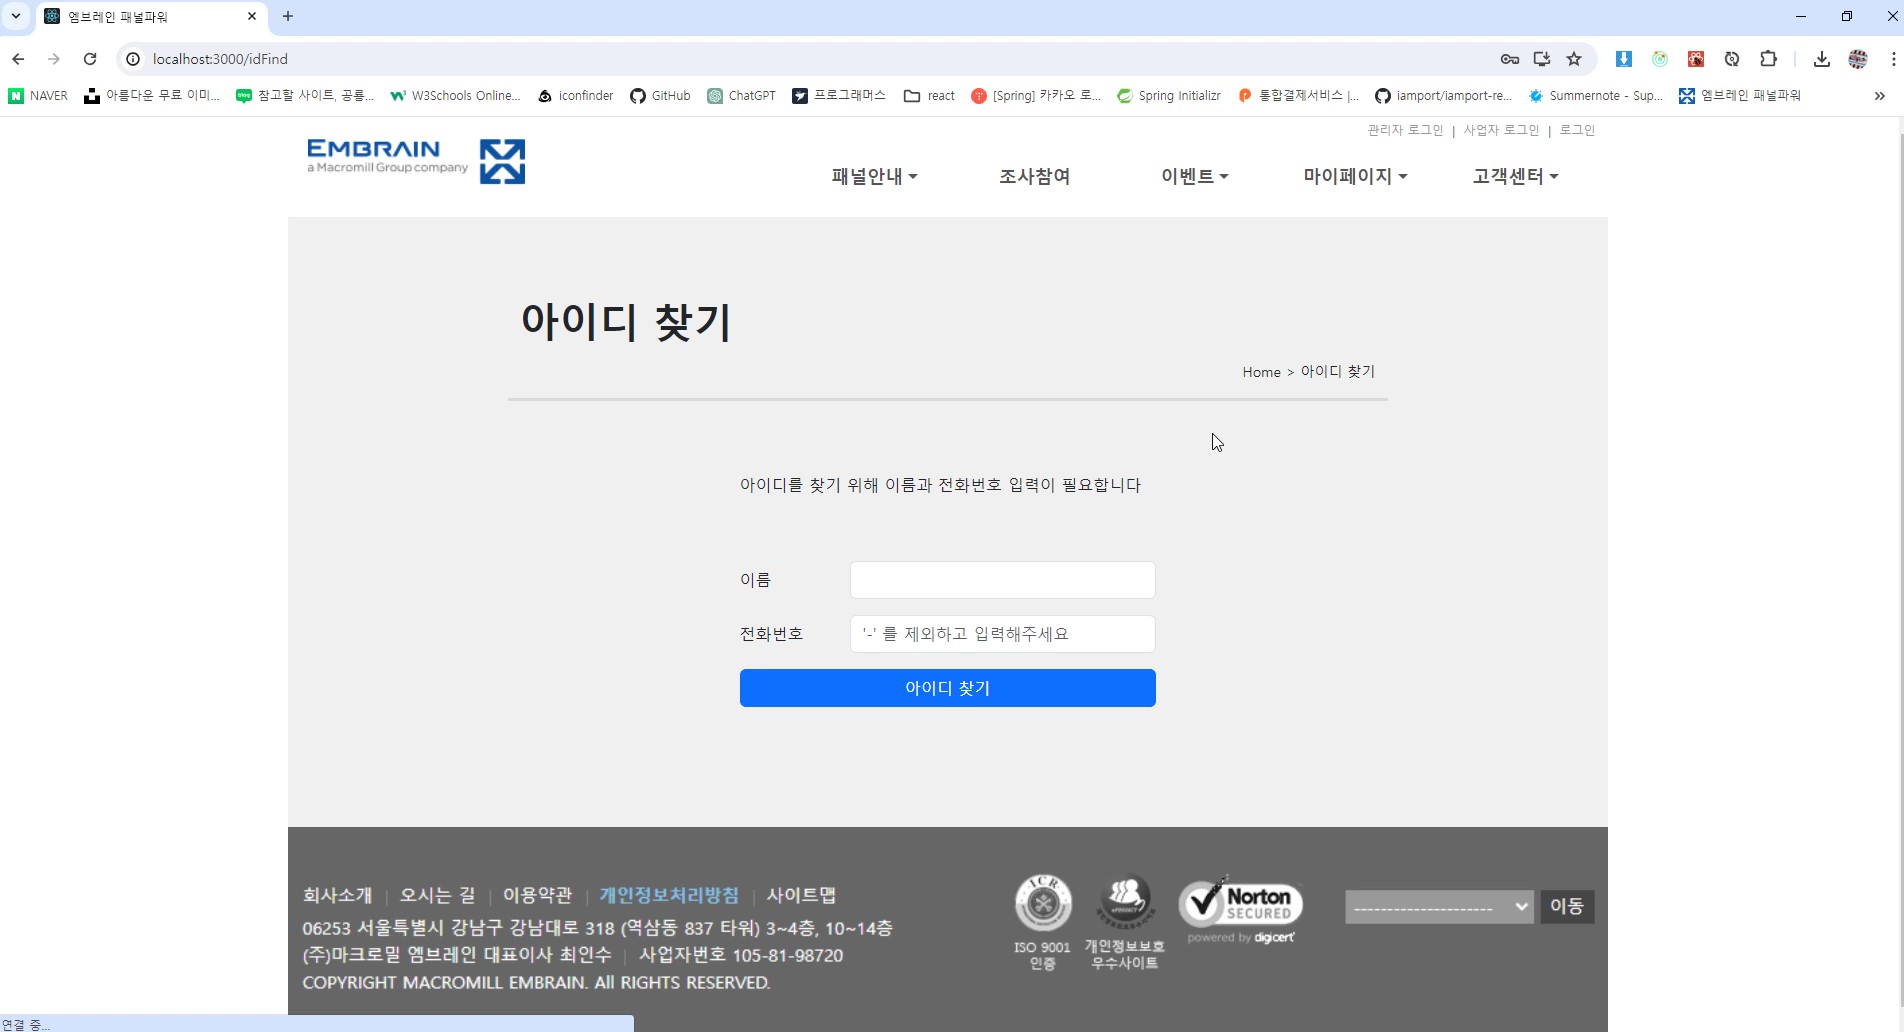 엠브레인 패널파워
localhost:3000/idFind
NAVER 아름다운 무료 이미... 참고할 사이트, 공룡... W3Schools Online... iconfinder GitHub ChatGPT 프로그래머스 react [Spring] 카카오 로... Spring Initializr 통합결제서비스 |... iamport/iamport-re... Summernote - Sup... 엠브레인 패널파워
관리자 로그인 | 사업자 로그인 | 로그인
EMBRAIN
a Macromill Group company
패널안내 조사참여 이벤트 마이페이지 고객센터
아이디 찾기
Home > 아이디 찾기
아이디를 찾기 위해 이름과 전화번호 입력이 필요합니다
이름
전화번호 '-' 를 제외하고 입력해주세요
아이디 찾기
회사소개 | 오시는 길 | 이용약관 | 개인정보처리방침 | 사이트맵
06253 서울특별시 강남구 강남대로 318 (역삼동 837 타워) 3~4층, 10~14층
(주)마크로밀 엠브레인 대표이사 최인수 | 사업자번호 105-81-98720
COPYRIGHT MACROMILL EMBRAIN. All RIGHTS RESERVED.
ICR
ISO 9001
인증
개인정보보호
우수사이트
Norton
SECURED
powered by digicert
---------------------
이동
연결 중...